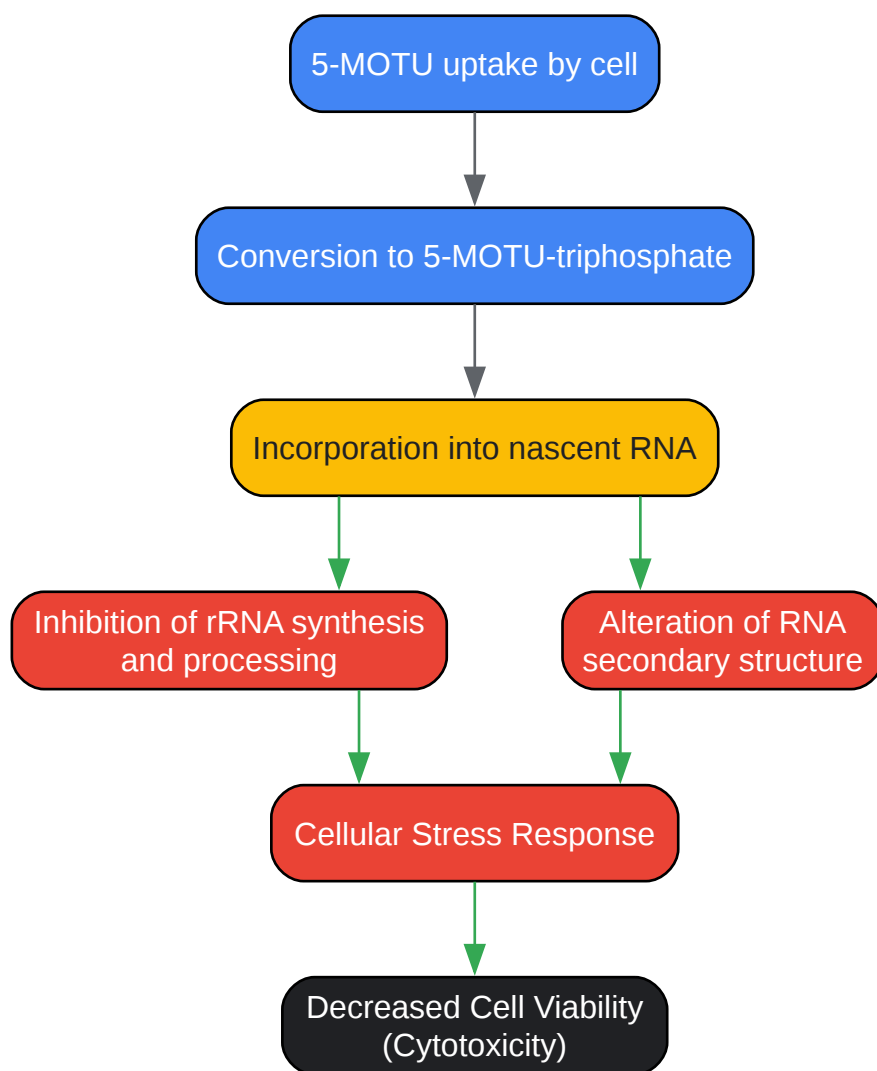 5-MOTU uptake by cell
Conversion to 5-MOTU-triphosphate
Incorporation into nascent RNA
Inhibition of rRNA synthesis
and processing
Alteration of RNA
secondary structure
Cellular Stress Response
Decreased Cell Viability
(Cytotoxicity)